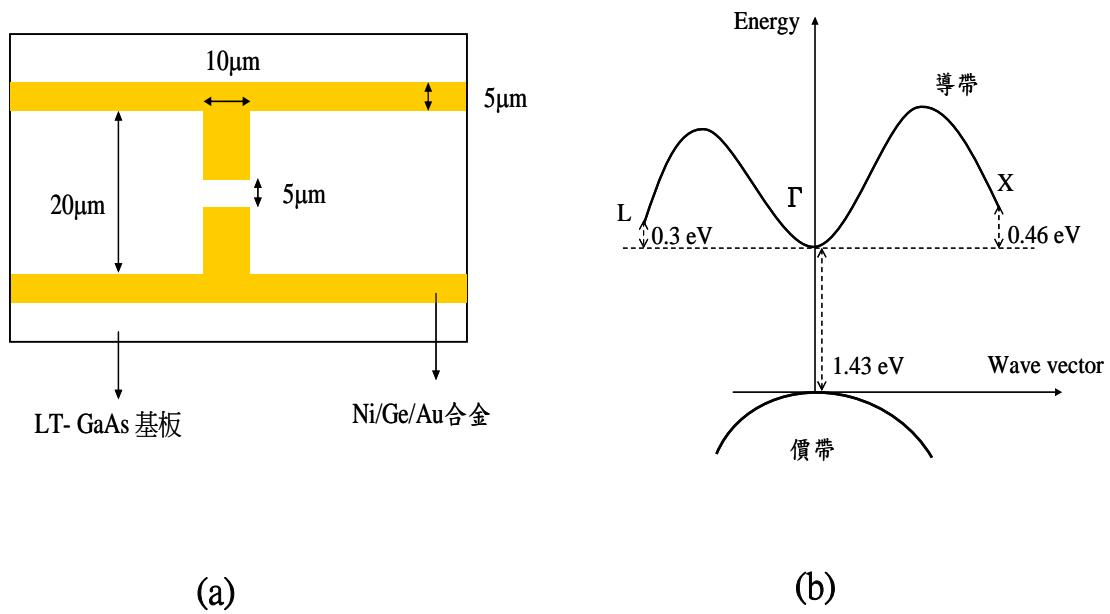 10μm
5μm
20μm
5μm
LT- GaAs 基板
Ni/Ge/Au合金
(a)
Energy
導帶
Γ
L
X
0.3 eV
0.46 eV
1.43 eV
Wave vector
價帶
(b)